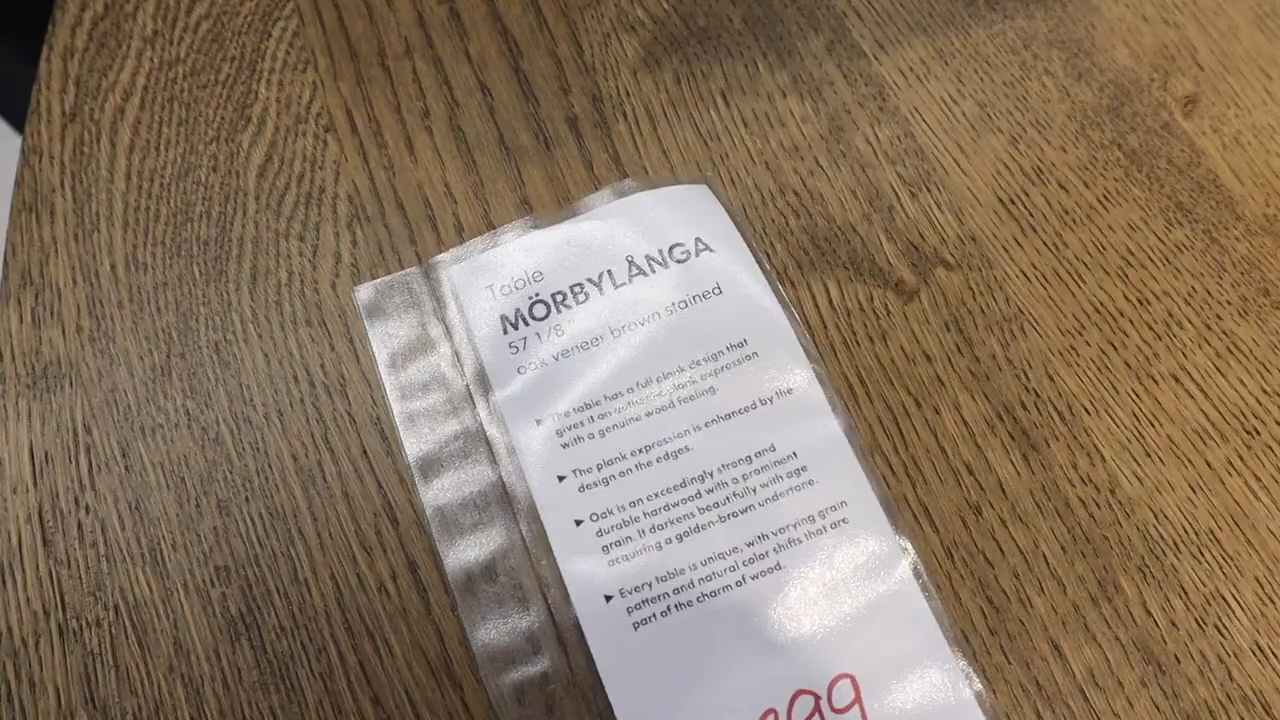 Table
MÖRBYLÅNGA
57 1/8 "
oak veneer brown stained
▶ The table has a full plank design that
gives it an authentic plank expression
with a genuine wood feeling.
▶ The plank expression is enhanced by the
design on the edges.
▶ Oak is an exceedingly strong and
durable hardwood with a prominent
grain. It darkens beautifully with age
acquiring a golden-brown undertone.
▶ Every table is unique, with varying grain
pattern and natural color shifts that are
part of the charm of wood.
99